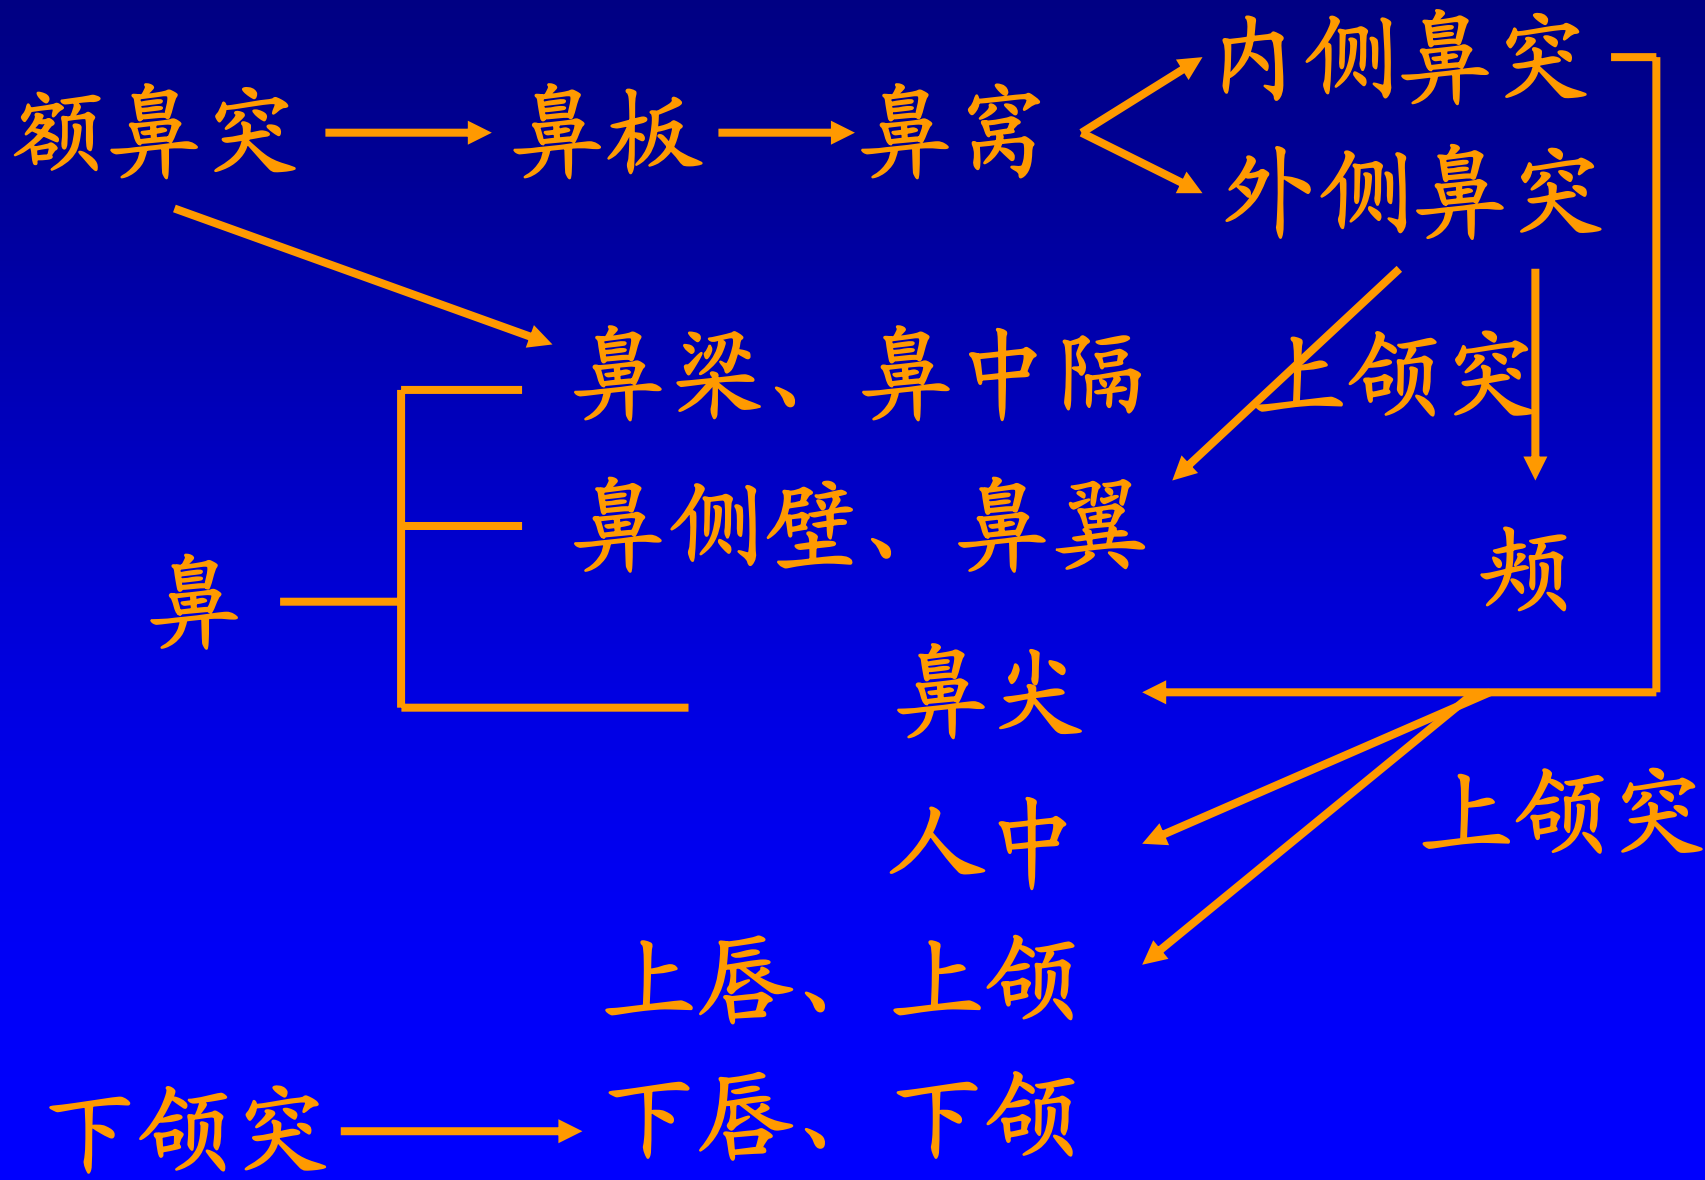 内侧鼻突
额鼻突 鼻板 鼻窝
外侧鼻突
鼻梁、鼻中隔 上颌突
鼻侧壁、鼻翼
颊
鼻
鼻尖
人中 上颌突
上唇、上颌
下颌突 下唇、下颌